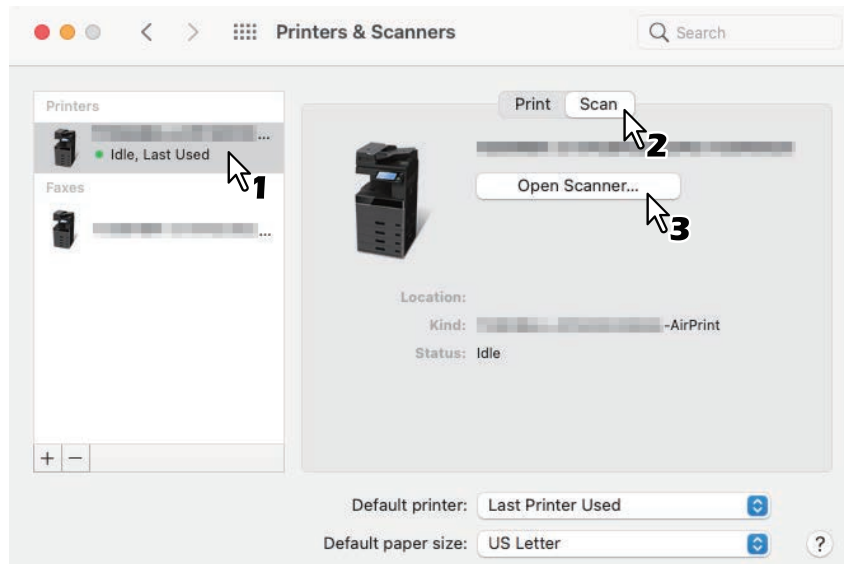 Printers & Scanners
Search
Printers
...
Idle, Last Used
1
Faxes
...
Print Scan
2
Open Scanner...
3
Location:
Kind: -AirPrint
Status: Idle
+ −
Default printer: Last Printer Used
Default paper size: US Letter
?